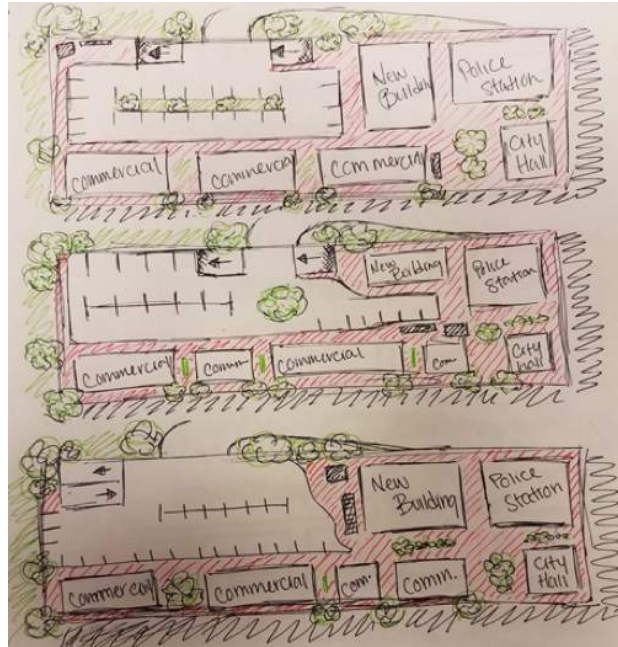 New
Buildin
Police
Station
commercial
commercial
commercial
City
Hall
New
Building
Police
Station
Commercial
Comm
commercial
com
City
Hall
New
Building
Police
Station
commercial
commercial
com.
Comm.
City
Hall